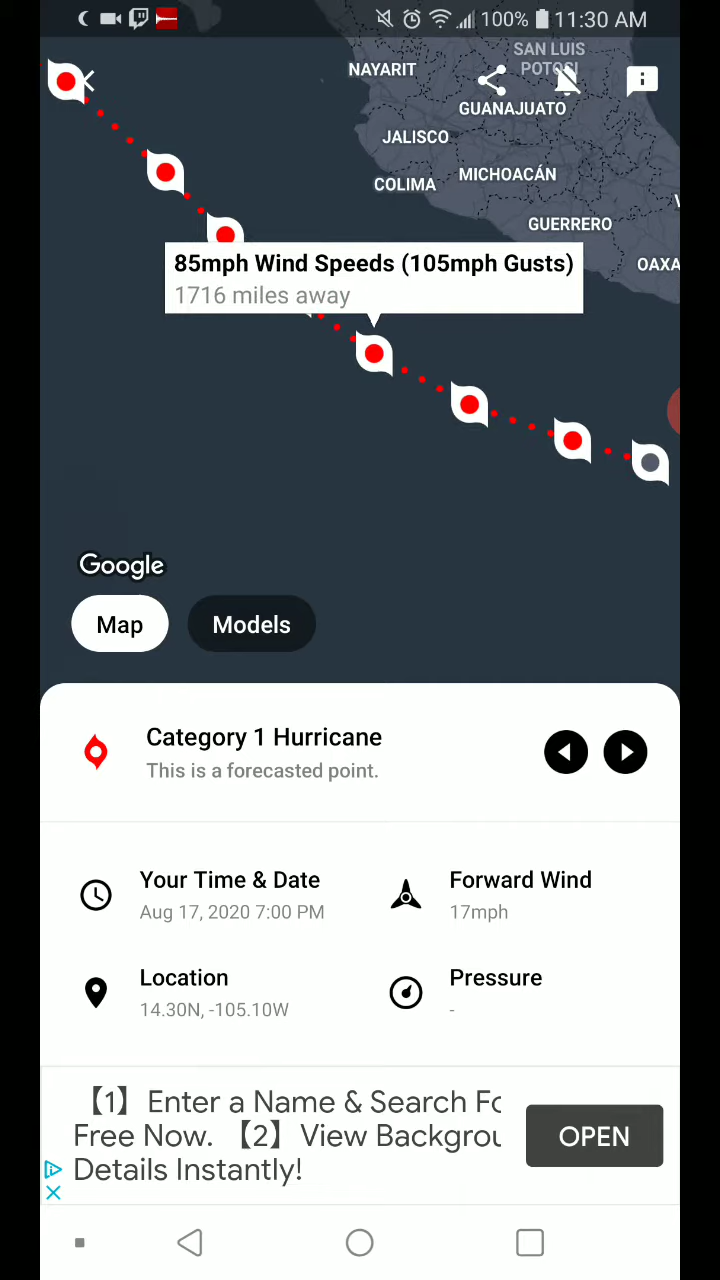 100% 11:30 AM
SAN LUIS
POTOSI
NAYARIT
GUANAJUATO
JALISCO
COLIMA
MICHOACÁN
GUERRERO
OAXA
85mph Wind Speeds (105mph Gusts)
1716 miles away
Google
Map
Models
Category 1 Hurricane
This is a forecasted point.
Your Time & Date
Aug 17, 2020 7:00 PM
Forward Wind
17mph
Location
14.30N, -105.10W
Pressure
-
【1】Enter a Name & Search Fo
Free Now. 【2】View Backgrou
Details Instantly!
OPEN